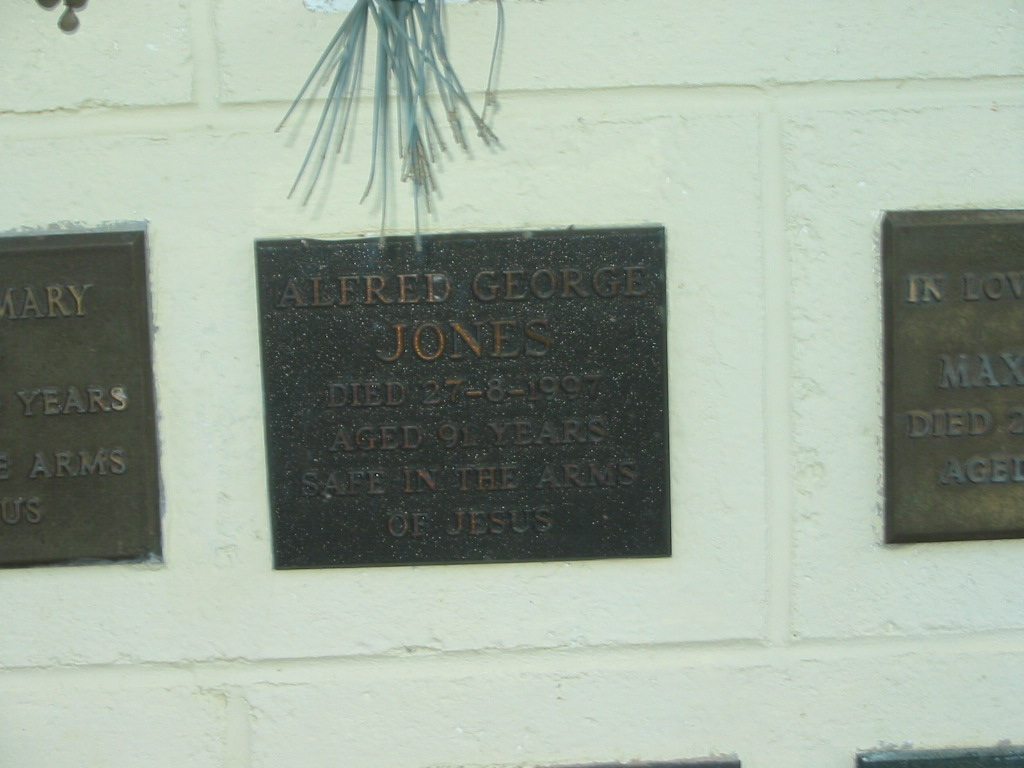 MARY
YEARS
ARMS
US
ALFRED GEORGE
JONES
DIED 27-8-1997
AGED 91 YEARS
SAFE IN THE ARMS
OF JESUS
IN LOV
MAX
DIED 2
AGED